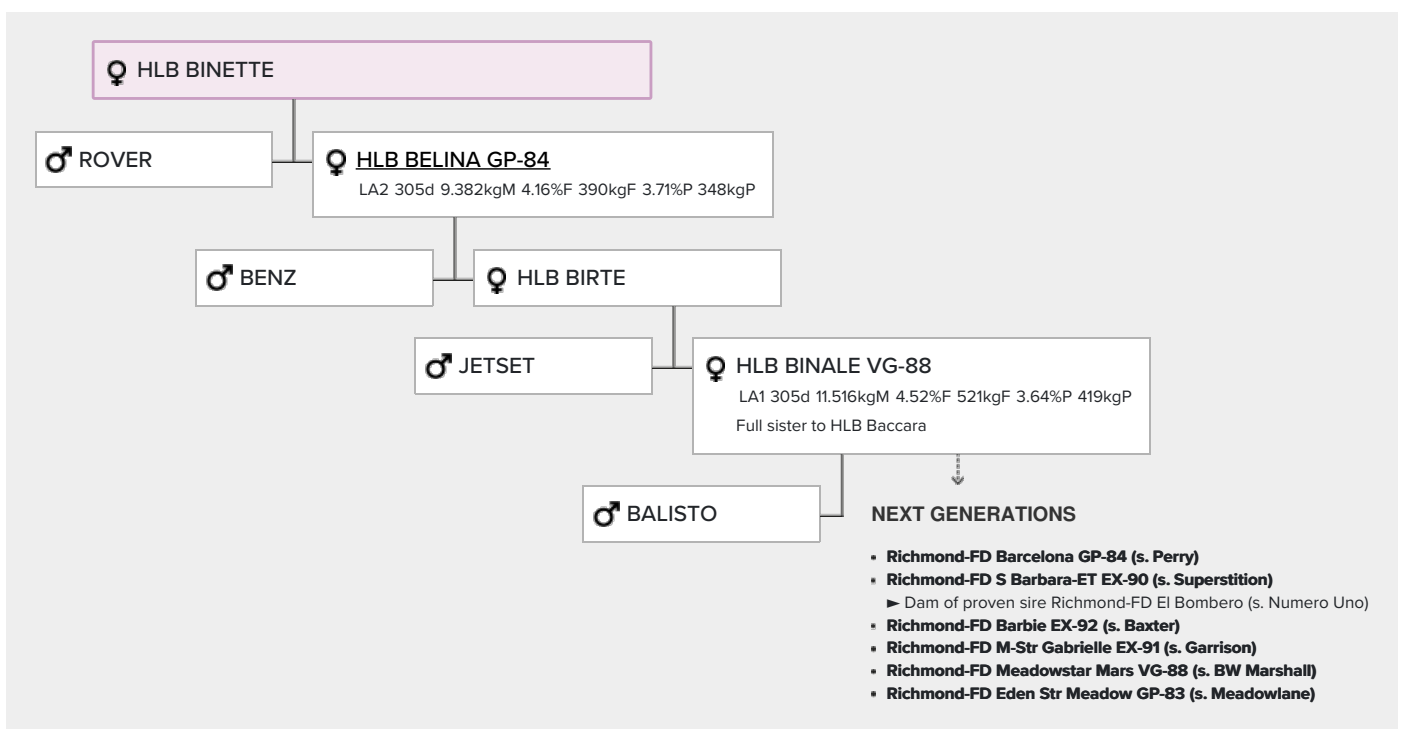 HLB BINETTE
ROVER
HLB BELINA GP-84
LA2 305d 9.382kgM 4.16%F 390kgF 3.71%P 348kgP
BENZ
HLB BIRTE
JETSET
HLB BINALE VG-88
LA1 305d 11.516kgM 4.52%F 521kgF 3.64%P 419kgP
Full sister to HLB Baccara
BALISTO
NEXT GENERATIONS
Richmond-FD Barcelona GP-84 (s. Perry)
Richmond-FD S Barbara-ET EX-90 (s. Superstition)
► Dam of proven sire Richmond-FD El Bombero (s. Numero Uno)
Richmond-FD Barbie EX-92 (s. Baxter)
Richmond-FD M-Str Gabrielle EX-91 (s. Garrison)
Richmond-FD Meadowstar Mars VG-88 (s. BW Marshall)
Richmond-FD Eden Str Meadow GP-83 (s. Meadowlane)